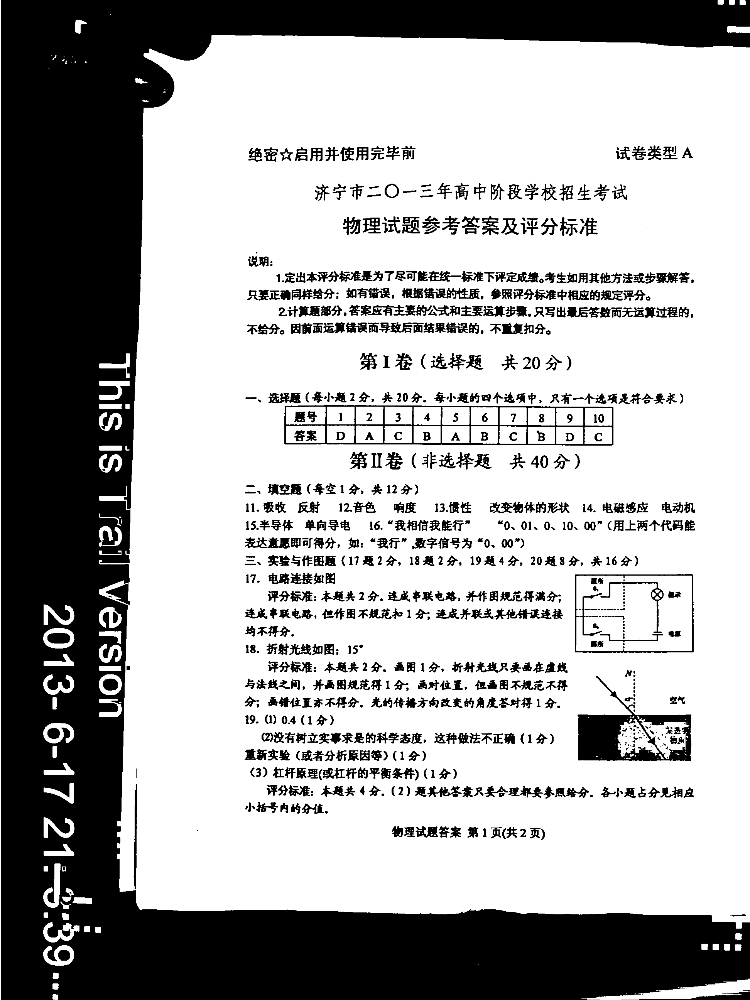 绝密☆启用并使用完毕前 试卷类型 A
济宁市二〇一三年高中阶段学校招生考试
物理试题参考答案及评分标准
说明：
1.定出本评分标准是为了尽可能在统一标准下评定成绩。考生如用其他方法或步骤解答，
只要正确同样给分；如有错误，根据错误的性质，参照评分标准中相应的规定评分。
2.计算题部分，答案应有主要的公式和主要运算步骤，只写出最后答数而无运算过程的，
不给分。因前面运算错误而导致后面结果错误的，不重复扣分。
第Ⅰ卷（选择题 共 20 分）
一、选择题（每小题 2 分，共 20 分．每小题的四个选项中，只有一个选项是符合要求）
题号 1 2 3 4 5 6 7 8 9 10
答案 D A C B A B C B D C
第Ⅱ卷（非选择题 共 40 分）
二、填空题（每空 1 分，共 12 分）
11. 吸收 反射 12.音色 响度 13.惯性 改变物体的形状 14. 电磁感应 电动机
15.半导体 单向导电 16. “我相信我能行” “0、01、0、10、00”（用上两个代码能
表达意愿即可得分，如：“我行”,数字信号为“0、00”）
三、实验与作图题（17 题 2 分，18 题 2 分，19 题 4 分，20 题 8 分，共 16 分）
17. 电路连接如图
评分标准：本题共 2 分．连成串联电路，并作图规范得满分；
连成串联电路，但作图不规范扣 1 分；连成并联或其他错误连接
均不得分．
厕所
S₁
指示
S₂
电源
厕所
18. 折射光线如图；15°
评分标准：本题共 2 分．画图 1 分，折射光线只要画在虚线
与法线之间，并画图规范得 1 分；画对位置，但画图不规范不得
分；画错位置亦不得分．光的传播方向改变的角度答对得 1 分．
N
空气
19. ⑴ 0.4（1 分）
⑵没有树立实事求是的科学态度，这种做法不正确（1 分）
重新实验（或者分析原因等）（1 分）
（3）杠杆原理(或杠杆的平衡条件)（1 分）
评分标准：本题共 4 分．（2）题其他答案只要合理都要参照给分．各小题占分见相应
小括号内的分值．
物理试题答案 第 1 页(共 2 页)
This is Trail Version
2013- 6-17 21